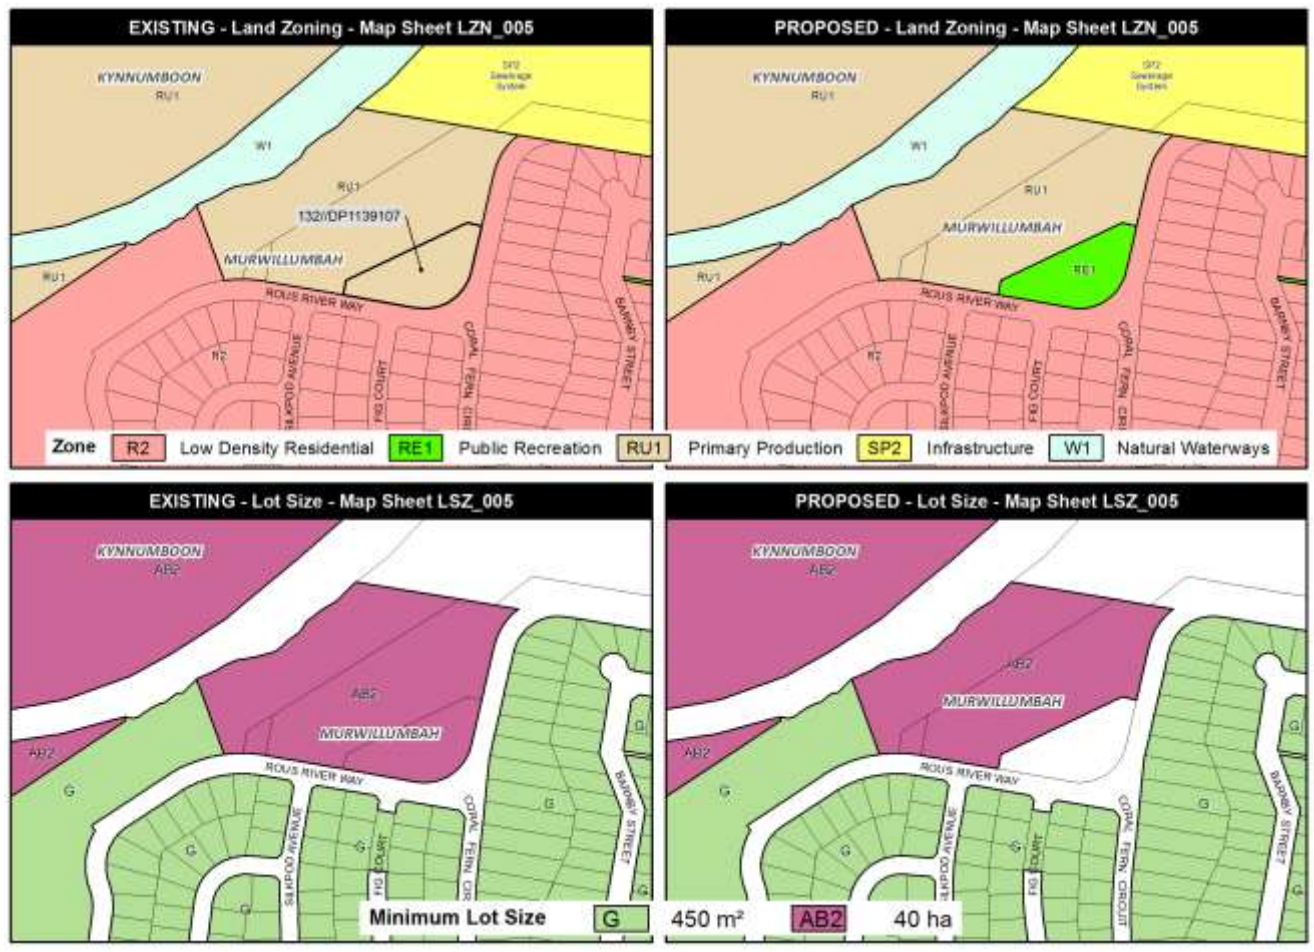 EXISTING - Land Zoning - Map Sheet LZN_005
KYNNUMBOON
RU1
SP2
Sewerage
System
W1
RU1
132//DP1139107
MURWILLUMBAH
RU1
ROUS RIVER WAY
R2
SILKPOD AVENUE
FIG COURT
CORAL FERN CIRC
BARNBY STREET
PROPOSED - Land Zoning - Map Sheet LZN_005
KYNNUMBOON
RU1
SP2
Sewerage
System
W1
RU1
MURWILLUMBAH
RE1
RU1
ROUS RIVER WAY
R2
SILKPOD AVENUE
FIG COURT
CORAL FERN CIRC
BARNBY STREET
Zone R2 Low Density Residential RE1 Public Recreation RU1 Primary Production SP2 Infrastructure W1 Natural Waterways
EXISTING - Lot Size - Map Sheet LSZ_005
KYNNUMBOON
AB2
AB2
MURWILLUMBAH
AB2
G
ROUS RIVER WAY
G
G
G
G
G
G
SILKPOD AVENUE
FIG COURT
CORAL FERN CIRC
BARNBY STREET
PROPOSED - Lot Size - Map Sheet LSZ_005
KYNNUMBOON
AB2
AB2
MURWILLUMBAH
AB2
G
ROUS RIVER WAY
G
G
G
G
G
SILKPOD AVENUE
FIG COURT
CORAL FERN CIRCUIT
BARNBY STREET
Minimum Lot Size G 450 m² AB2 40 ha